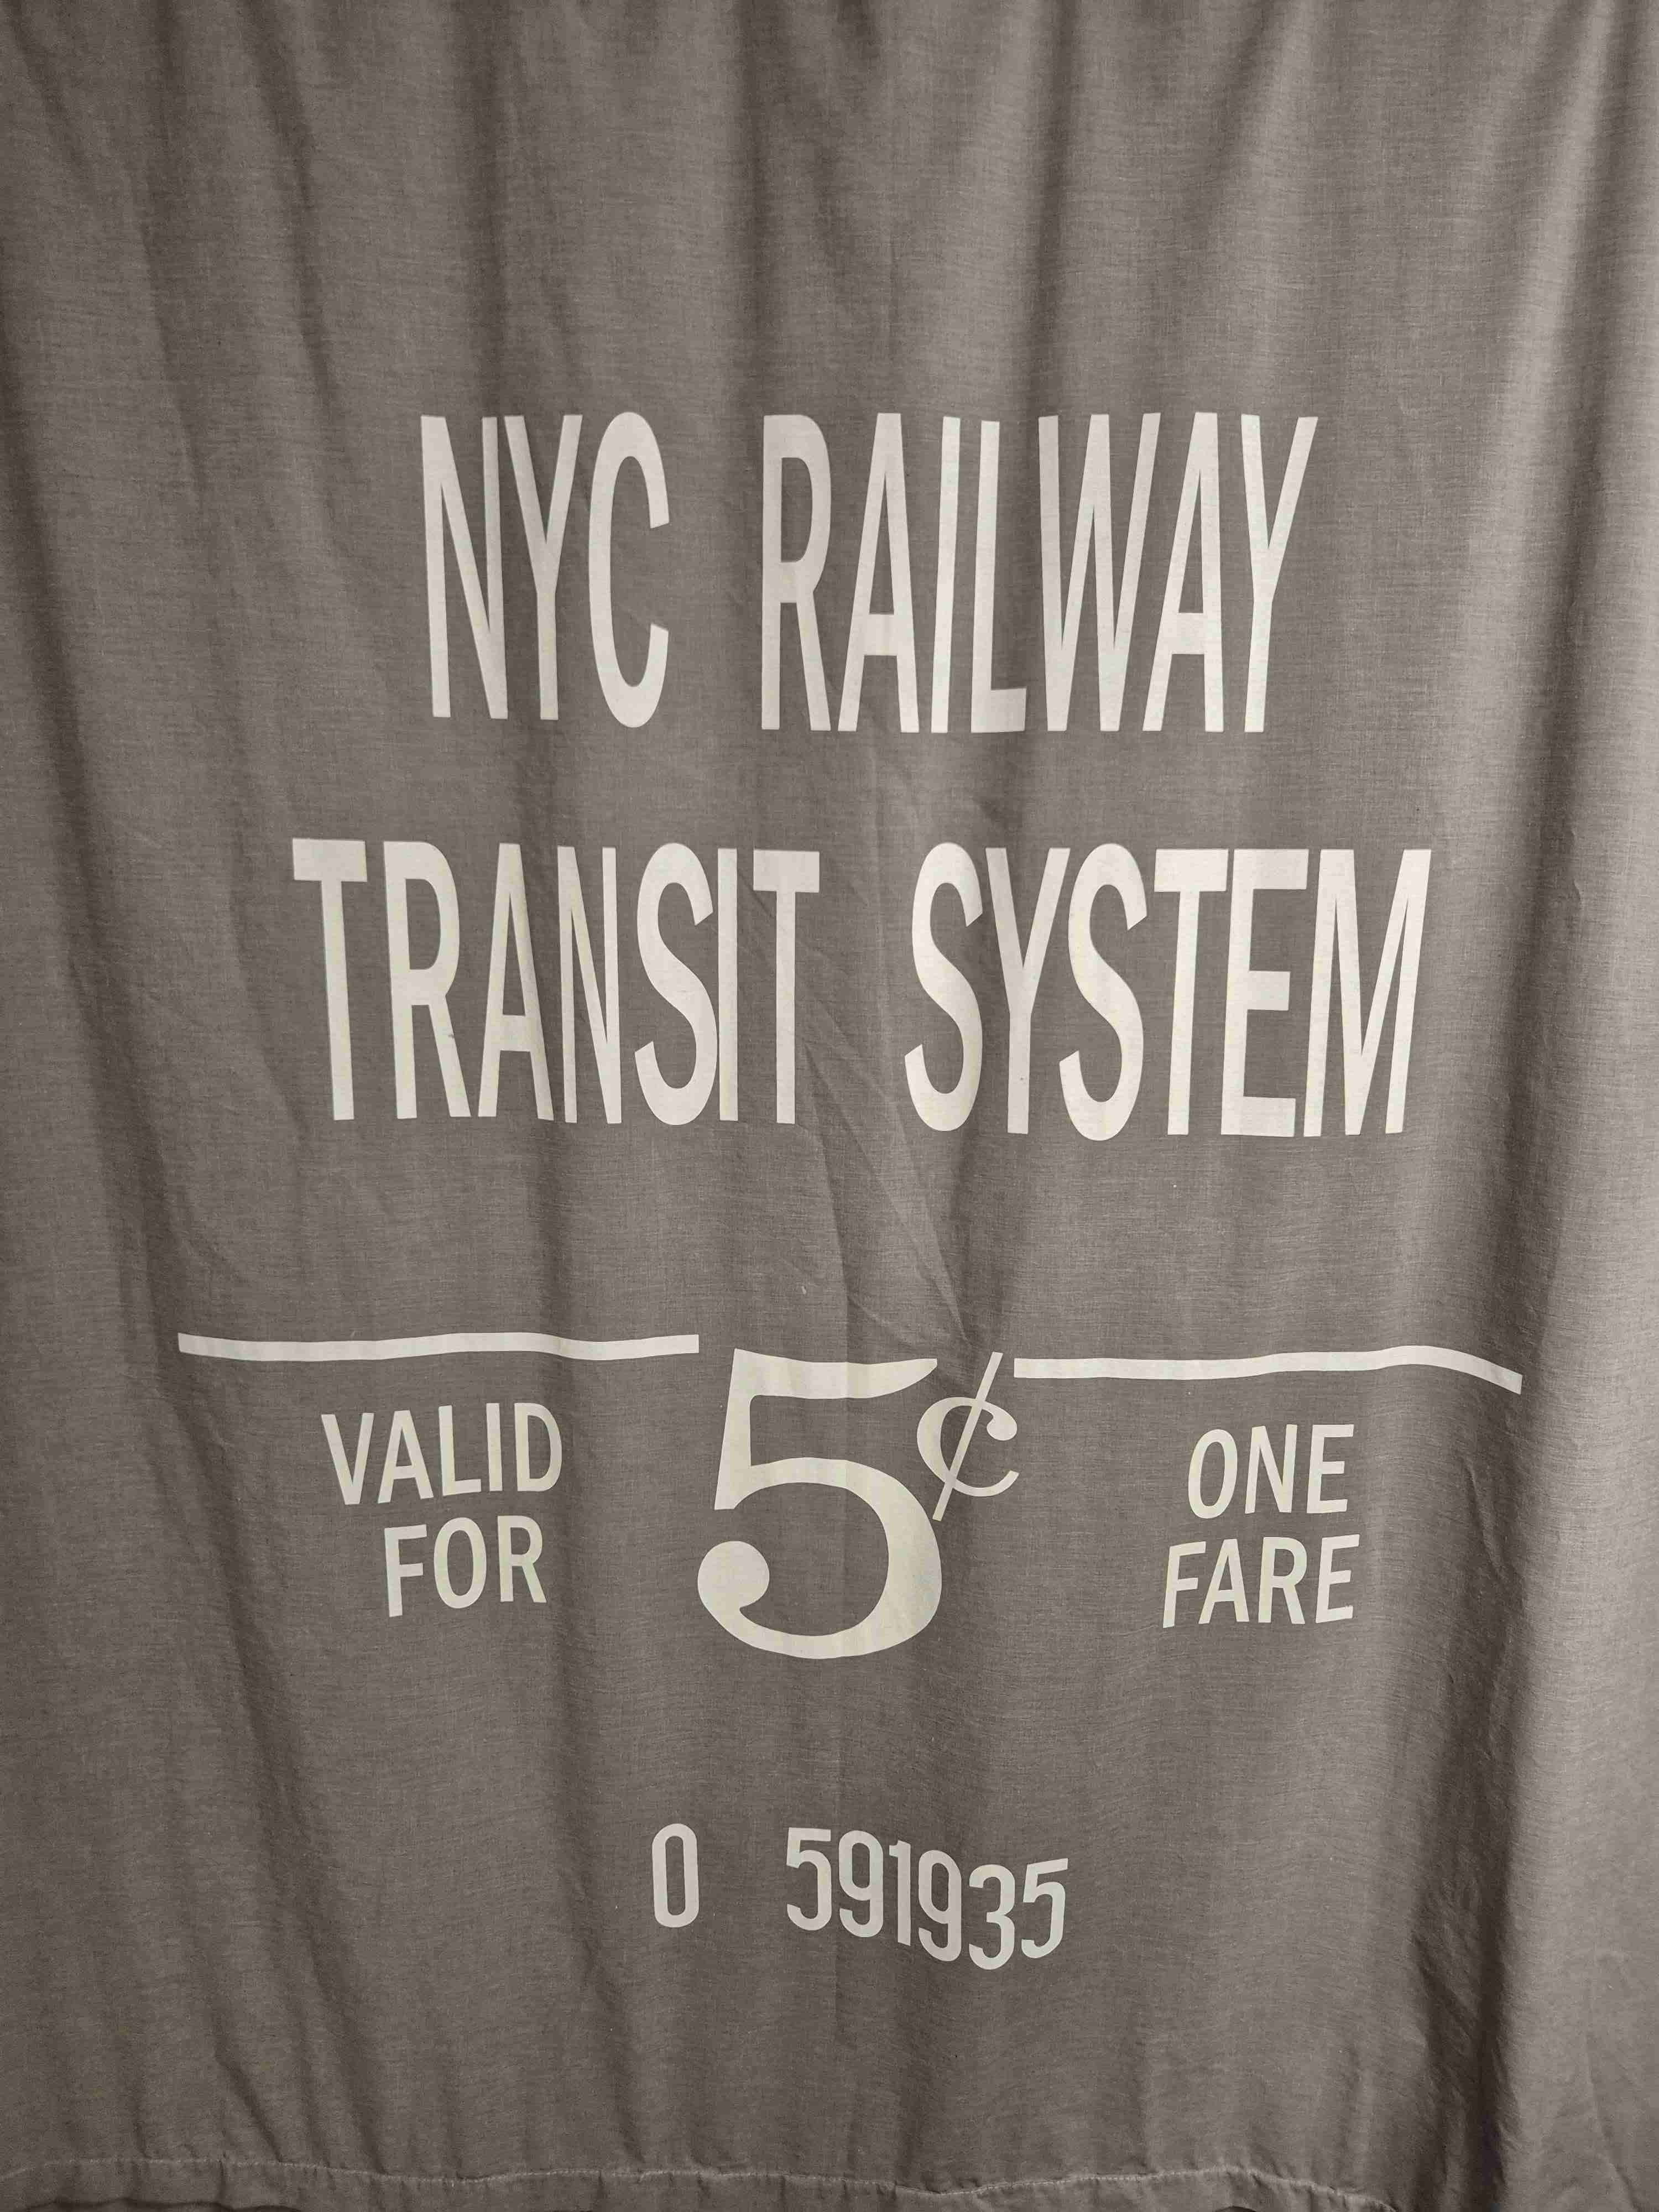 NYC RAILWAY
TRANSIT SYSTEM
VALID FOR
5¢
ONE FARE
0 591935